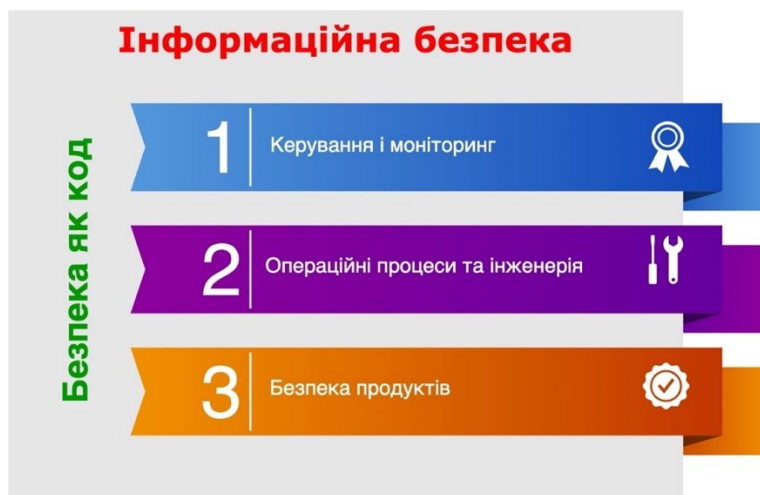 Інформаційна безпека
Безпека як код
1 Керування і моніторинг
2 Операційні процеси та інженерія
3 Безпека продуктів